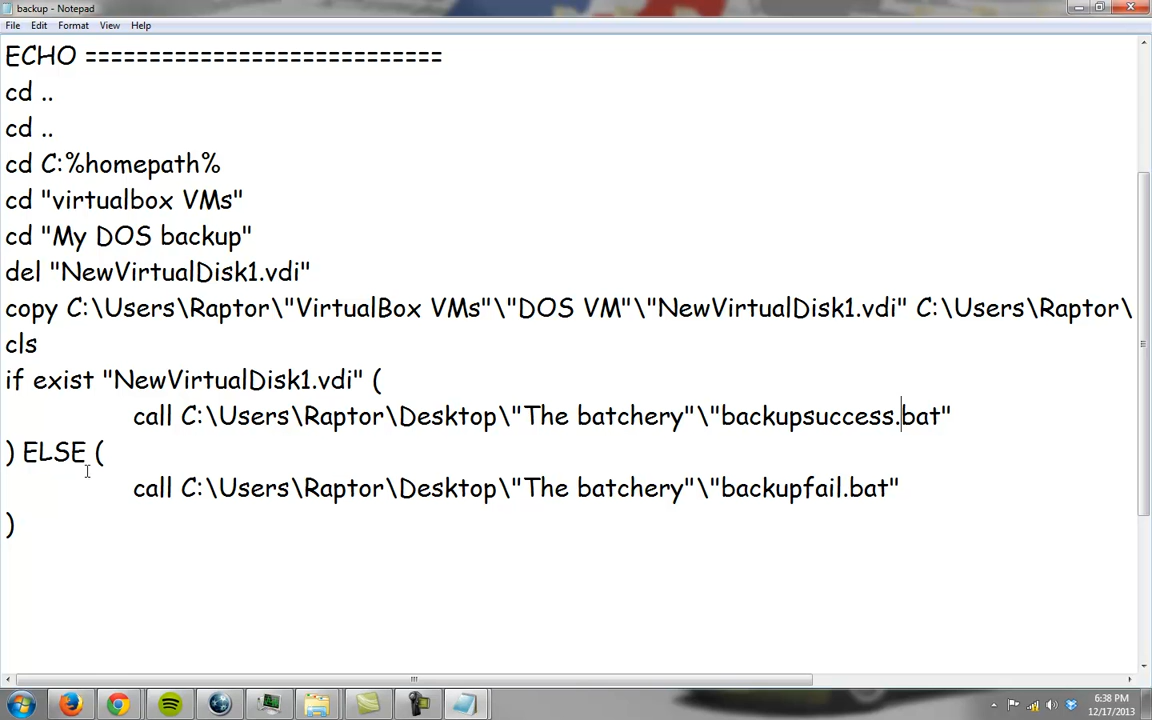 backup - Notepad
File Edit Format View Help
ECHO ============================
cd ..
cd ..
cd C:%homepath%
cd "virtualbox VMs"
cd "My DOS backup"
del "NewVirtualDisk1.vdi"
copy C:\Users\Raptor\"VirtualBox VMs"\"DOS VM"\"NewVirtualDisk1.vdi" C:\Users\Raptor\
cls
if exist "NewVirtualDisk1.vdi" (
call C:\Users\Raptor\Desktop\"The batchery"\"backupsuccess.bat"
) ELSE (
call C:\Users\Raptor\Desktop\"The batchery"\"backupfail.bat"
)
6:38 PM
12/17/2013